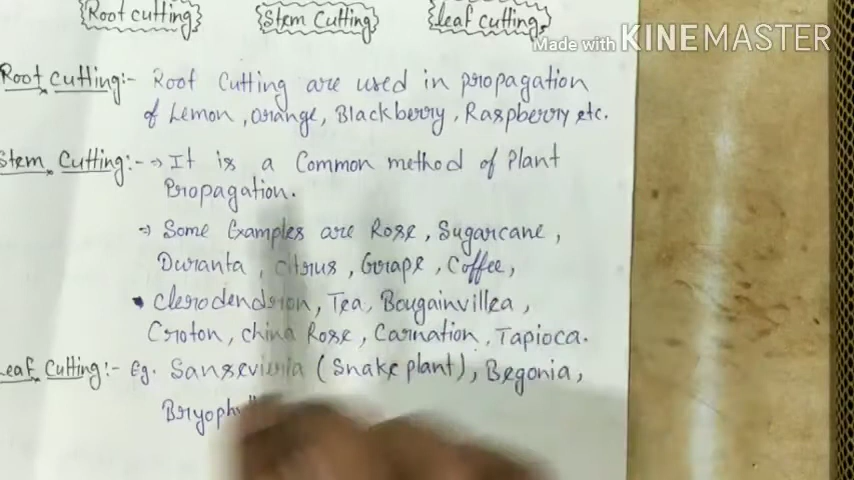 Root cutting Stem Cutting leaf cutting,
Made with KINEMASTER
Root cutting:- Root Cutting are used in propagation
of Lemon, orange, Blackberry, Raspberry etc.
Stem Cutting:- → It is a Common method of Plant
Propagation.
→ Some Examples are Rose, Sugarcane,
Duranta, citrus, Grape, Coffee,
• Clerodendron, Tea, Bougainvillea,
Croton, china Rose, Carnation, Tapioca.
Leaf Cutting:- Eg. Sansevieria (Snake plant), Begonia,